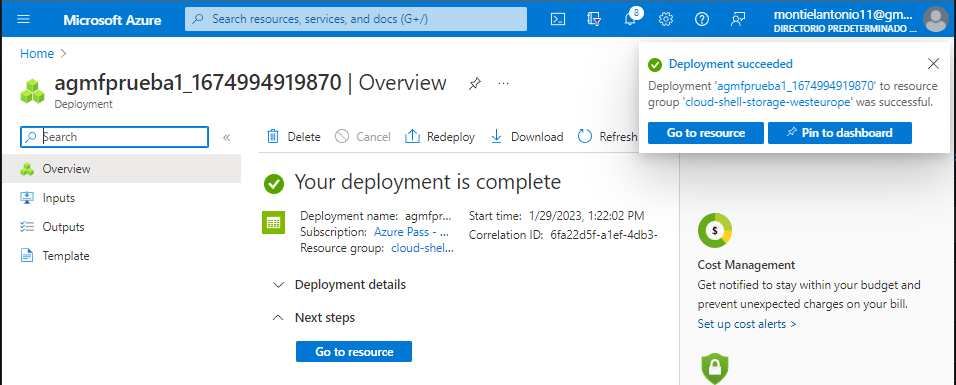 Microsoft Azure
Search resources, services, and docs (G+/)
8
montielantonio11@gm...
DIRECTORIO PREDETERMINADO ...
Home >
agmfprueba1_1674994919870 | Overview
Deployment
Search
Overview
Inputs
Outputs
Template
Delete
Cancel
Redeploy
Download
Refresh
Your deployment is complete
Deployment name: agmfpr...
Subscription: Azure Pass - ...
Resource group: cloud-shel...
Start time: 1/29/2023, 1:22:02 PM
Correlation ID: 6fa22d5f-a1ef-4db3-
Deployment details
Next steps
Go to resource
Deployment succeeded
Deployment 'agmfprueba1_1674994919870' to resource
group 'cloud-shell-storage-westeurope' was successful.
Go to resource
Pin to dashboard
Cost Management
Get notified to stay within your budget and
prevent unexpected charges on your bill.
Set up cost alerts >